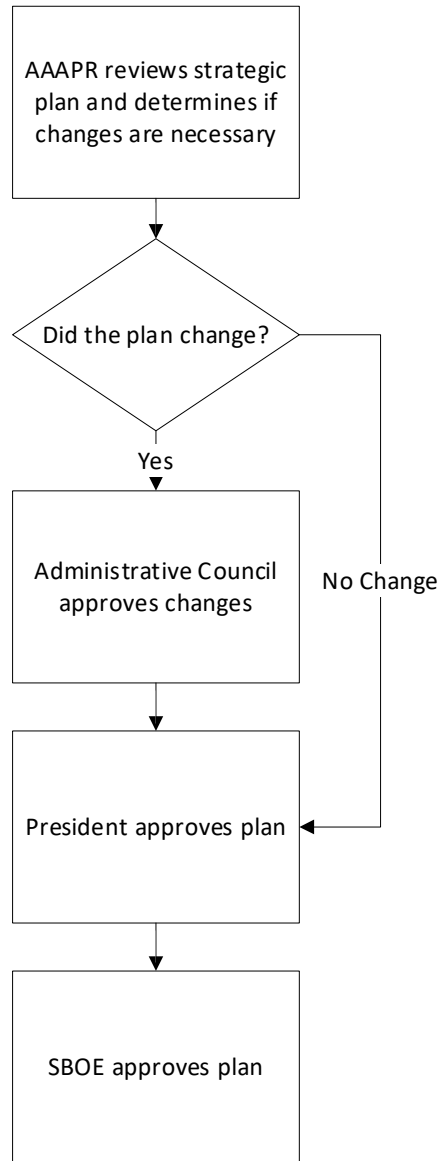 AAAPR reviews strategic
plan and determines if
changes are necessary
Did the plan change?
Yes
Administrative Council
approves changes
No Change
President approves plan
SBOE approves plan